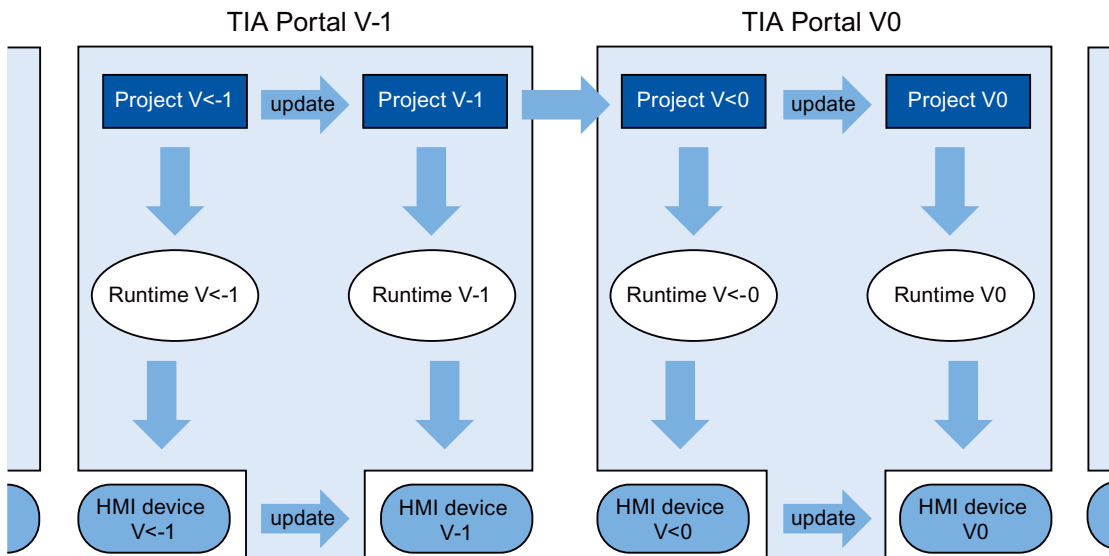 TIA Portal V-1
TIA Portal V0
Project V<-1
update
Project V-1
Project V<0
update
Project V0
Runtime V<-1
Runtime V-1
Runtime V<-0
Runtime V0
HMI device
V<-1
update
HMI device
V-1
HMI device
V<0
update
HMI device
V0